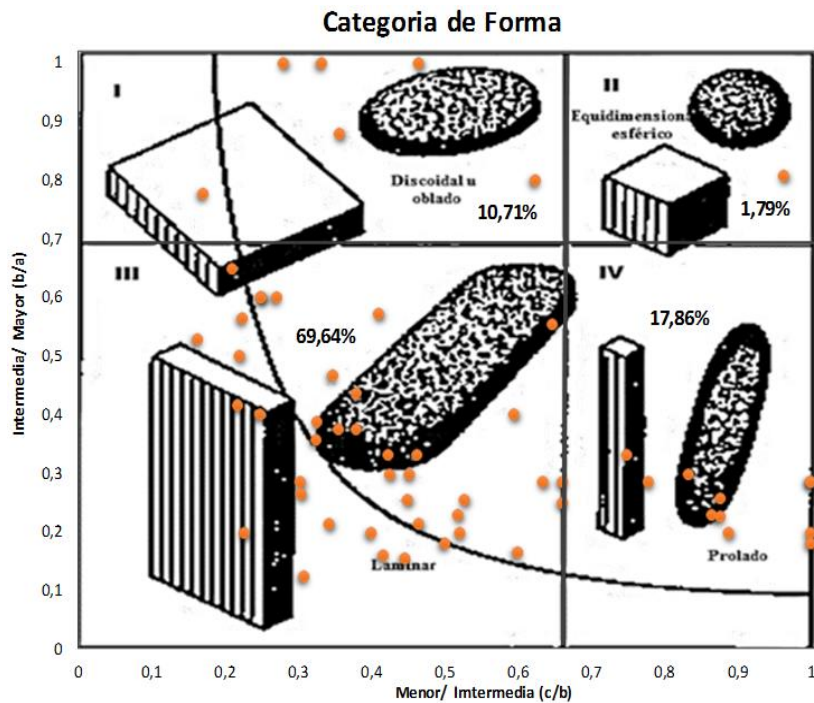 Categoria de Forma
Intermedia/ Mayor (b/a)
1
0,9
0,8
0,7
0,6
0,5
0,4
0,3
0,2
0,1
0
I
Discoidal u
oblado
10,71%
II
Equidimensiona
esférico
1,79%
III
69,64%
Laminar
IV
17,86%
Prolado
0
0,1
0,2
0,3
0,4
0,5
0,6
0,7
0,8
0,9
1
Menor/ Imtermedia (c/b)